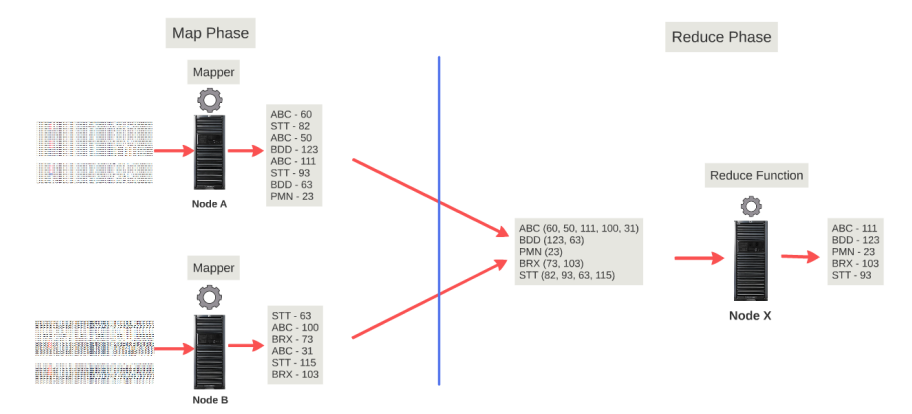 Map Phase
Reduce Phase
Mapper
ABC - 60
STT - 82
ABC - 50
BDD - 123
ABC - 111
STT - 93
BDD - 63
PMN - 23
Node A
Mapper
STT - 63
ABC - 100
BRX - 73
ABC - 31
STT - 115
BRX - 103
Node B
ABC (60, 50, 111, 100, 31)
BDD (123, 63)
PMN (23)
BRX (73, 103)
STT (82, 93, 63, 115)
Reduce Function
Node X
ABC - 111
BDD - 123
PMN - 23
BRX - 103
STT - 93